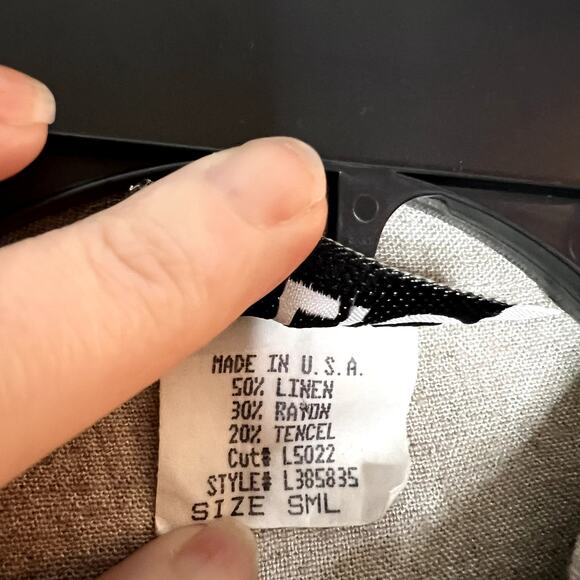 MADE IN U.S.A.
50% LINEN
30% RAYON
20% TENCEL
Cut# L5022
STYLE# L385835
SIZE SML